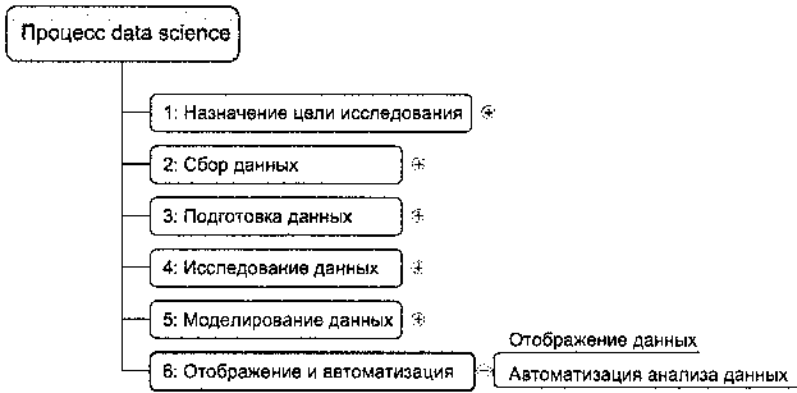 Процесс data science
1: Назначение цели исследования
2: Сбор данных
3: Подготовка данных
4: Исследование данных
5: Моделирование данных
6: Отображение и автоматизация
Отображение данных
Автоматизация анализа данных